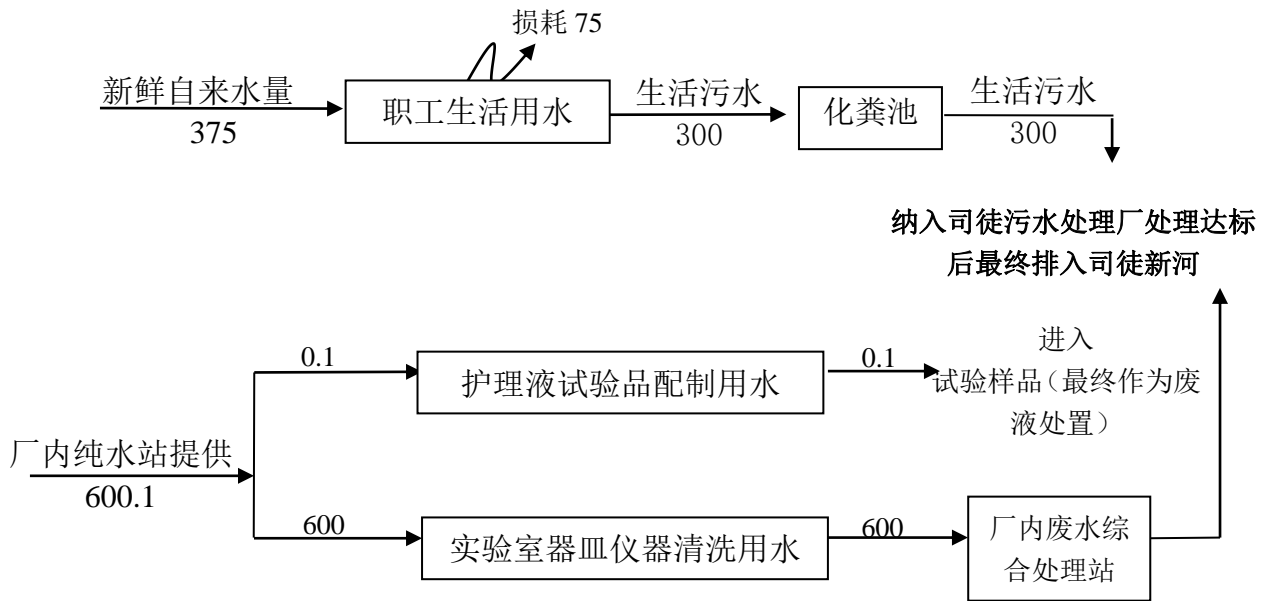 损耗 75
新鲜自来水量
375
职工生活用水
生活污水
300
化粪池
生活污水
300
纳入司徒污水处理厂处理达标
后最终排入司徒新河
0.1
护理液试验品配制用水
0.1
进入
试验样品（最终作为废
液处置）
厂内纯水站提供
600.1
600
实验室器皿仪器清洗用水
600
厂内废水综
合处理站